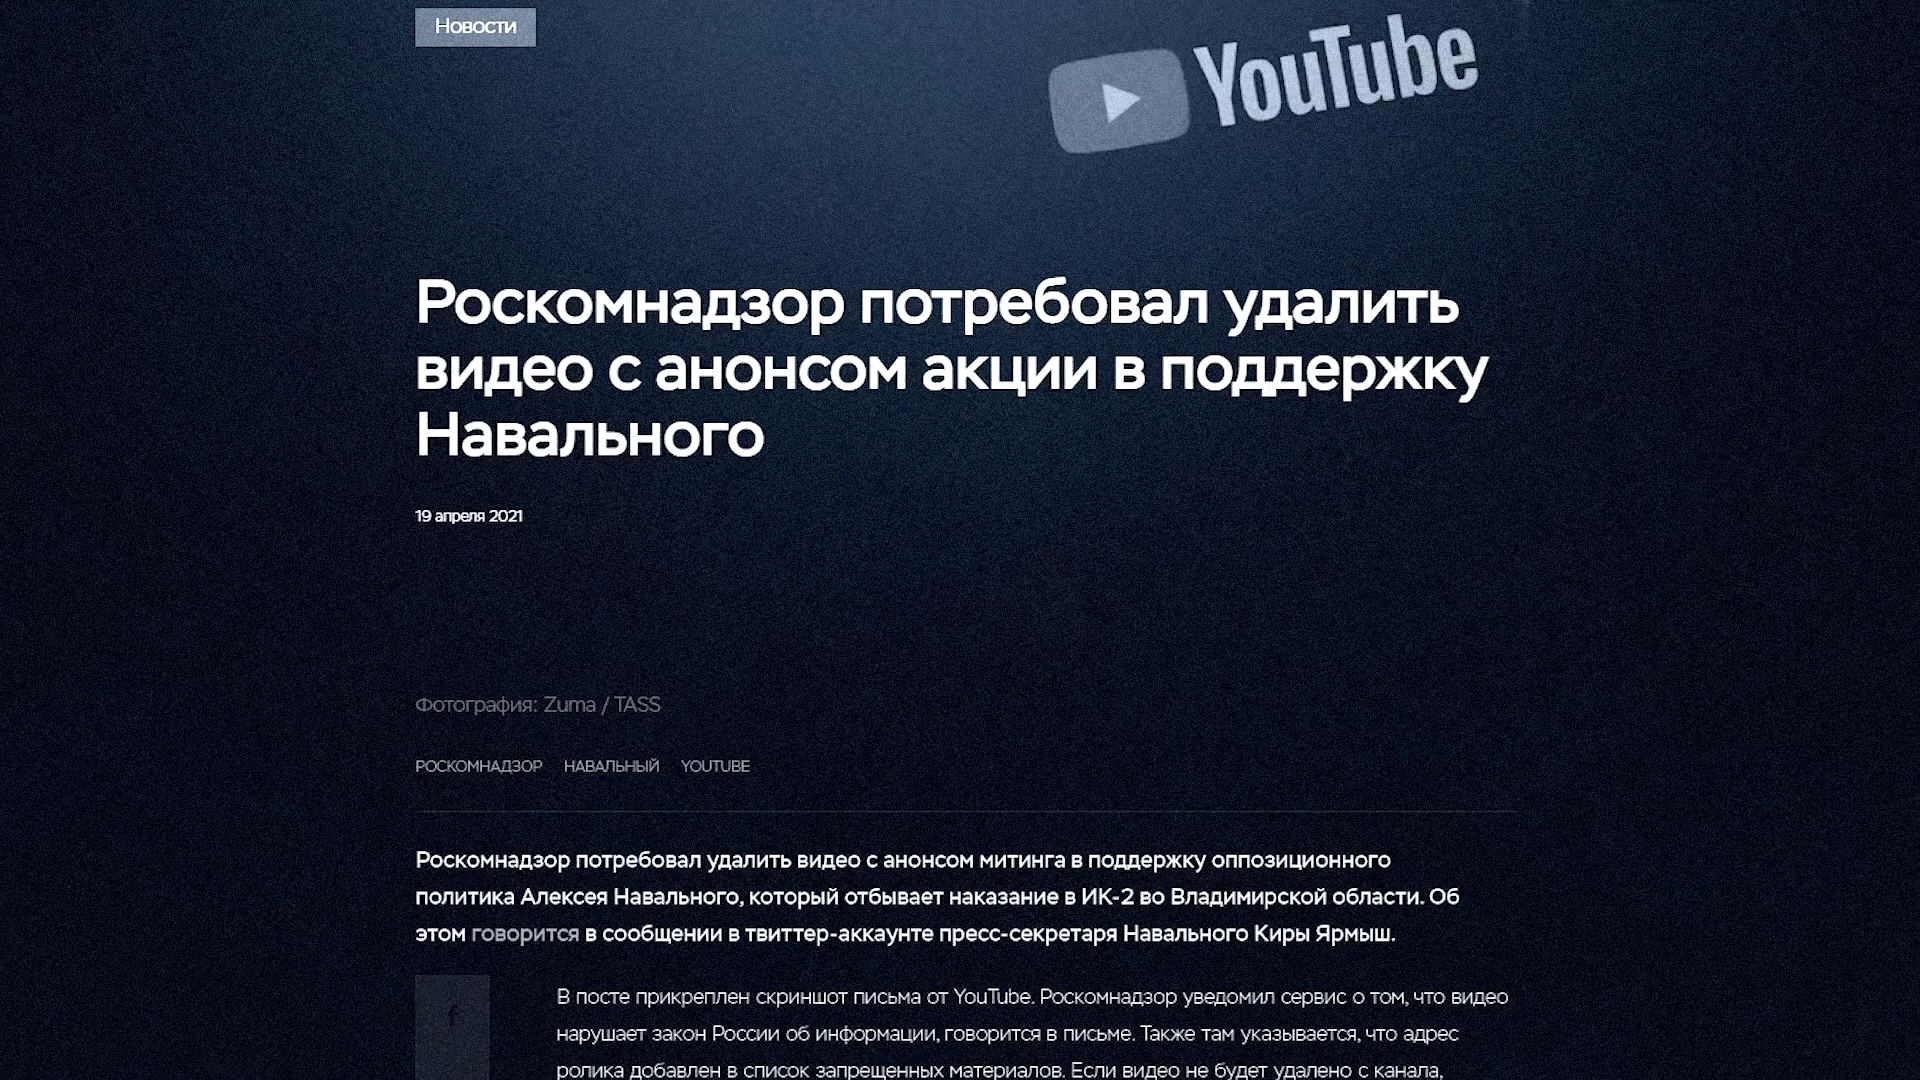 Новости
YouTube
Роскомнадзор потребовал удалить
видео с анонсом акции в поддержку
Навального
19 апреля 2021
Фотография: Zuma / TASS
РОСКОМНАДЗОР НАВАЛЬНЫЙ YOUTUBE
Роскомнадзор потребовал удалить видео с анонсом митинга в поддержку оппозиционного
политика Алексея Навального, который отбывает наказание в ИК-2 во Владимирской области. Об
этом говорится в сообщении в твиттер-аккаунте пресс-секретаря Навального Киры Ярмыш.
f
В посте прикреплен скриншот письма от YouTube. Роскомнадзор уведомил сервис о том, что видео
нарушает закон России об информации, говорится в письме. Также там указывается, что адрес
ролика добавлен в список запрещенных материалов. Если видео не будет удалено с канала,